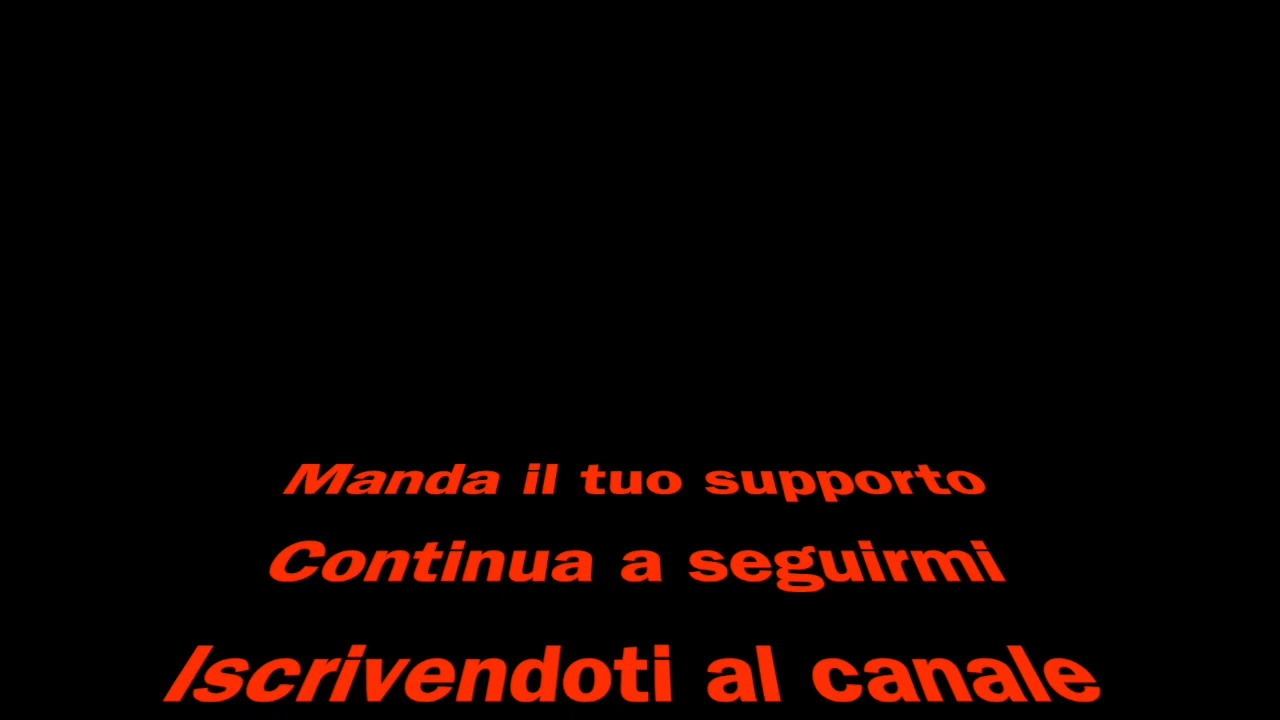 Manda il tuo supporto
Continua a seguirmi
Iscrivendoti al canale